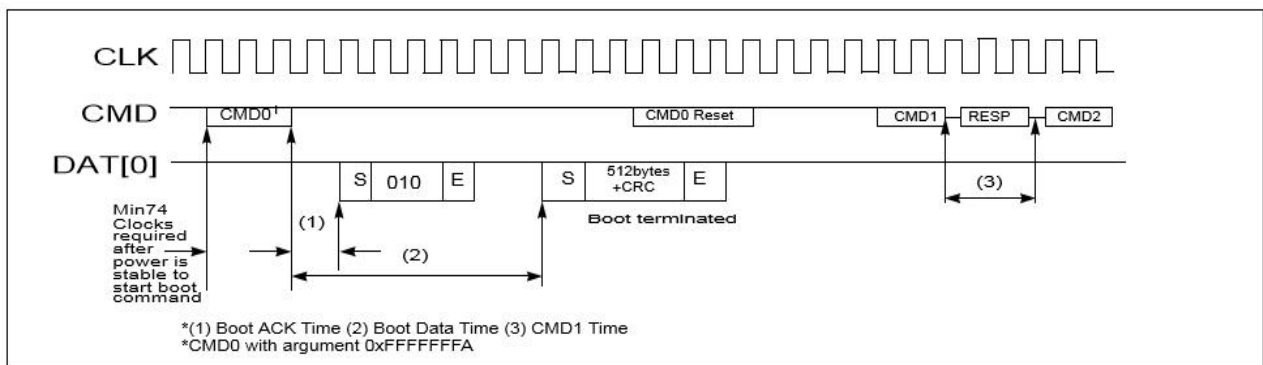 CLK
CMD
CMD0¹
CMD0 Reset
CMD1
RESP
CMD2
DAT[0]
S
010
E
S
512bytes
+CRC
E
Boot terminated
Min74
Clocks
required
after
power is
stable to
start boot
command
(1)
(2)
(3)
*(1) Boot ACK Time (2) Boot Data Time (3) CMD1 Time
*CMD0 with argument 0xFFFFFFFA